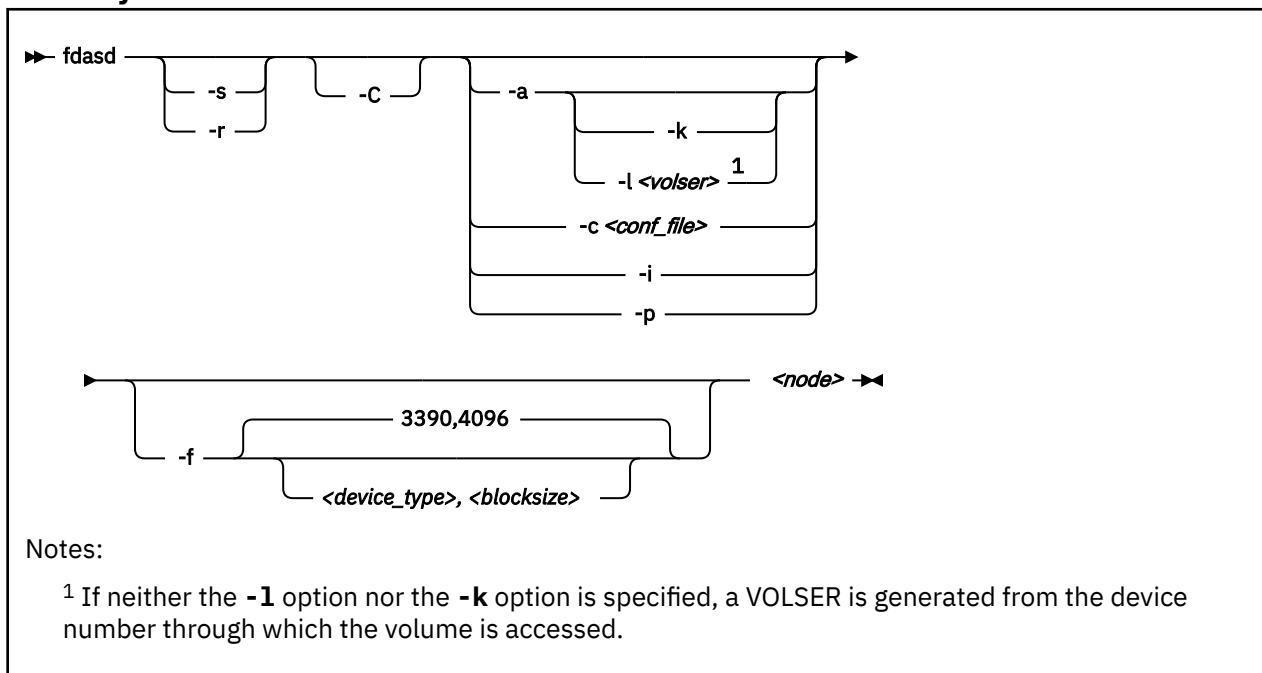 fdasd
-s
-r
-C
-a
-k
-l <volser> 1
-c <conf_file>
-i
-p
<node>
3390,4096
-f
<device_type>, <blocksize>
Notes:
1 If neither the -l option nor the -k option is specified, a VOLSER is generated from the device
number through which the volume is accessed.